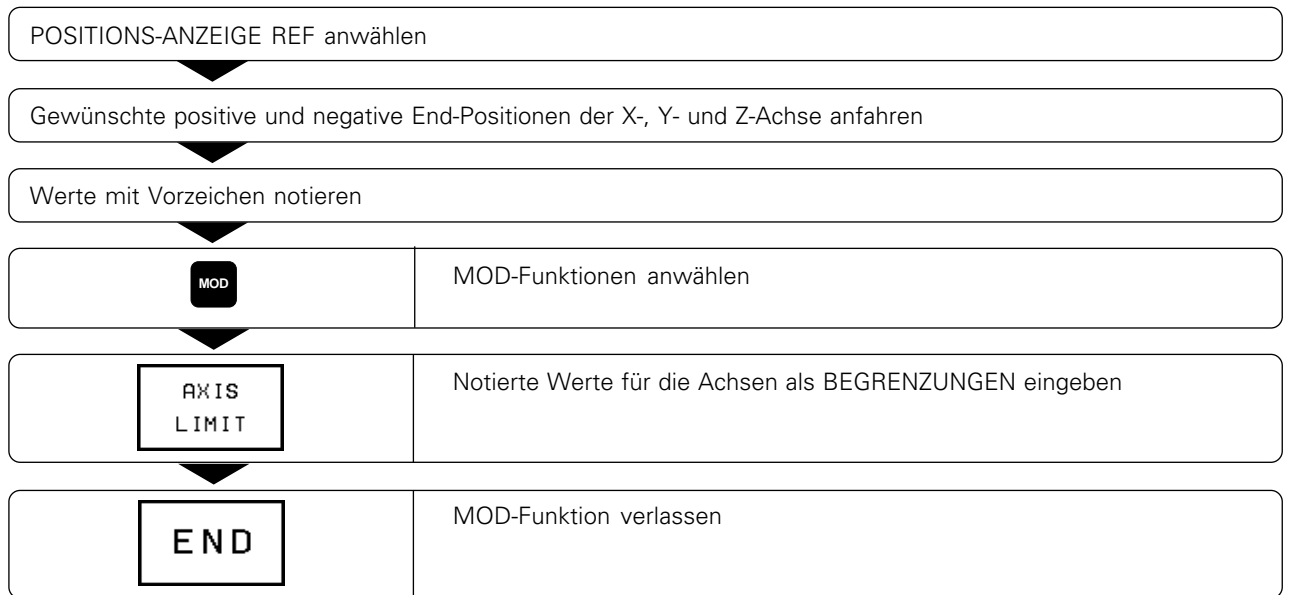 POSITIONS-ANZEIGE REF anwählen
Gewünschte positive und negative End-Positionen der X-, Y- und Z-Achse anfahren
Werte mit Vorzeichen notieren
MOD
MOD-Funktionen anwählen
AXIS
LIMIT
Notierte Werte für die Achsen als BEGRENZUNGEN eingeben
END
MOD-Funktion verlassen